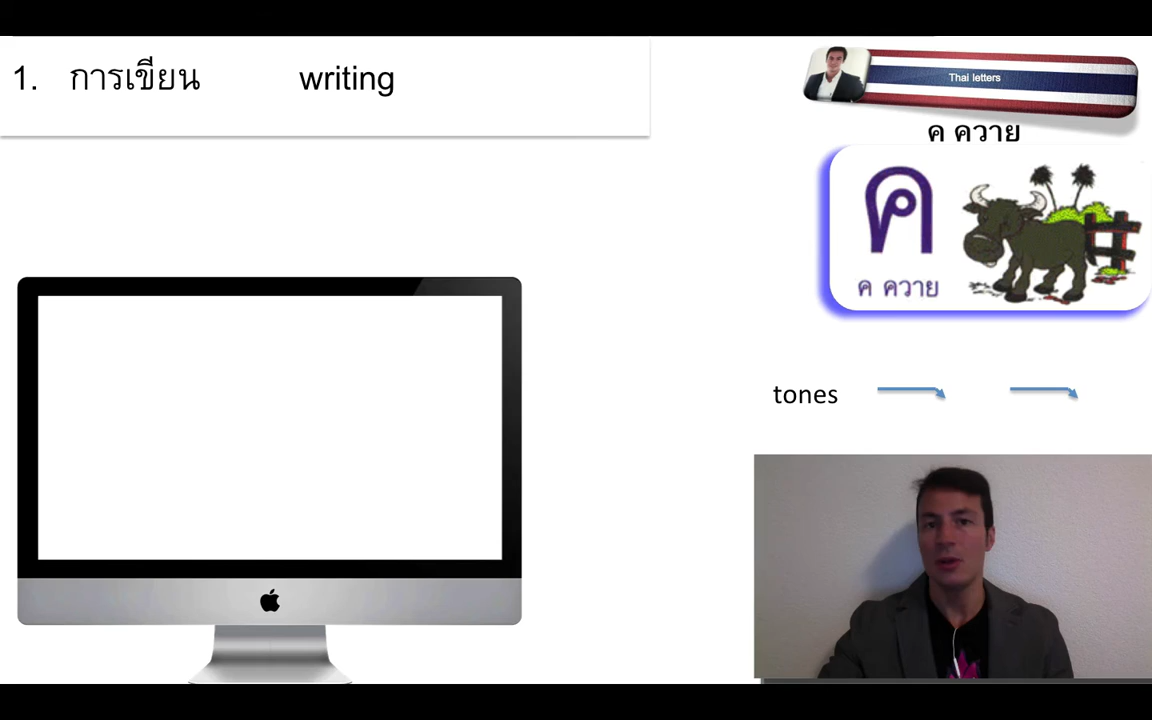 1. การเขียน writing
Thai letters
ค ควาย
ค
ค ควาย
tones